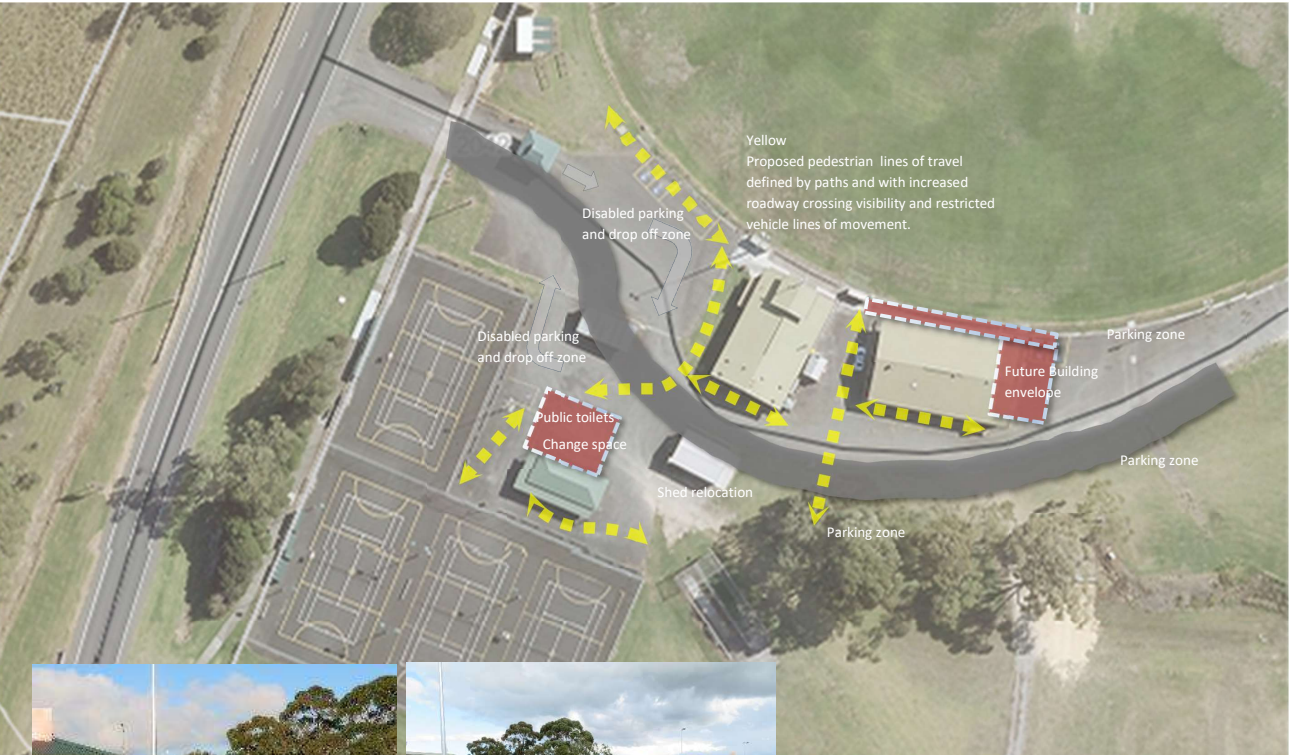 Yellow
Proposed pedestrian lines of travel
defined by paths and with increased
roadway crossing visibility and restricted
vehicle lines of movement.
Disabled parking
and drop off zone
Disabled parking
and drop off zone
Parking zone
Future Building
envelope
Public toilets
Change space
Parking zone
Shed relocation
Parking zone